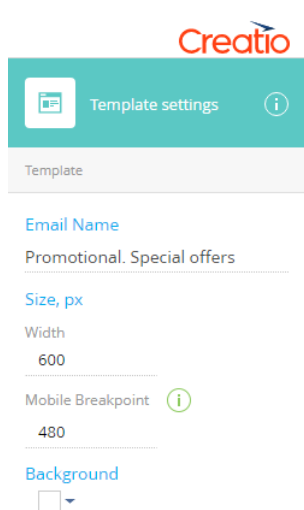 Creatio
Template settings
Template
Email Name
Promotional. Special offers
Size, px
Width
600
Mobile Breakpoint
480
Background